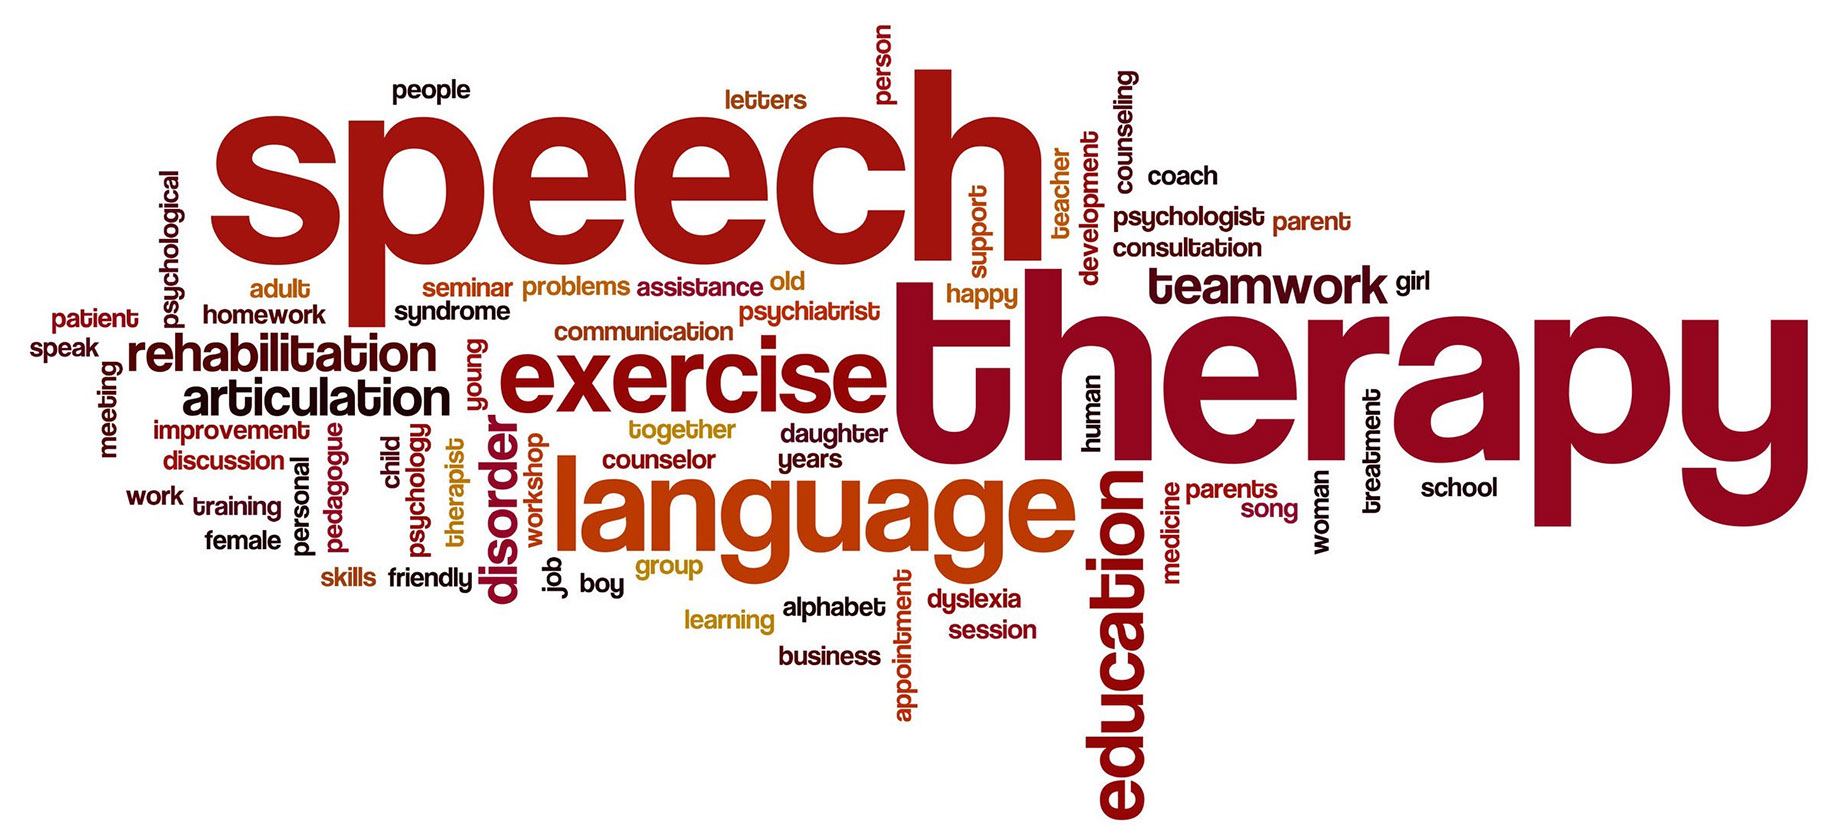 person
people
letters
speech
counseling
teacher
development
coach
psychological
support
psychologist
parent
consultation
adult
seminar
problems
assistance
old
happy
teamwork
girl
patient
homework
syndrome
communication
psychiatrist
therapy
speak
rehabilitation
young
exercise
meeting
articulation
human
treatment
improvement
pedagogue
child
psychology
therapist
disorder
workshop
together
daughter
discussion
personal
counselor
years
language
education
work
training
medicine
parents
song
woman
school
female
skills
friendly
job
boy
group
learning
alphabet
appointment
dyslexia
session
business